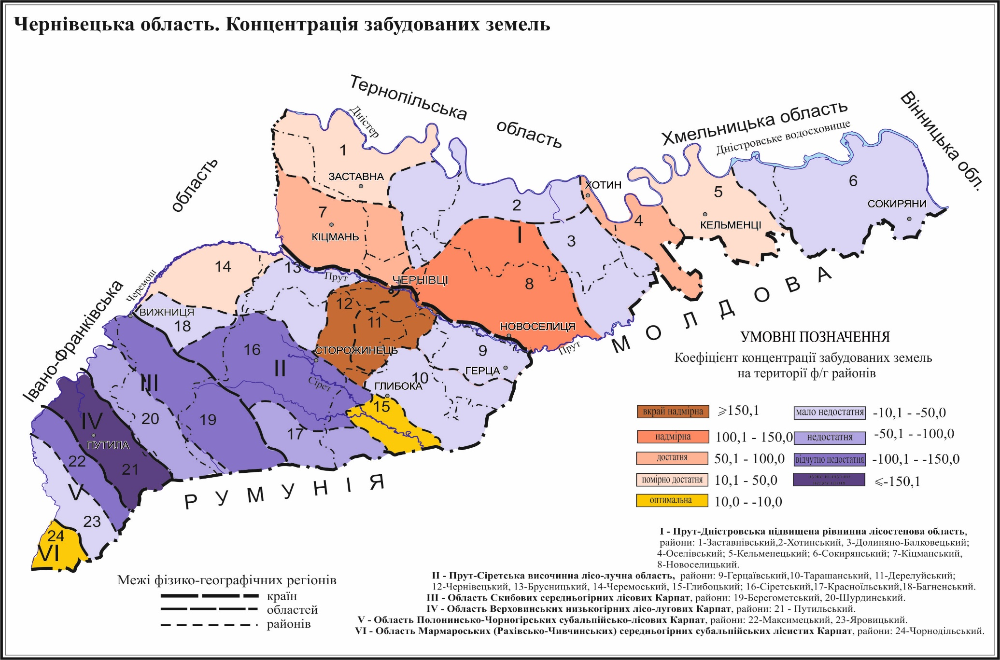 Чернівецька область. Концентрація забудованих земель
Тернопільська область
Хмельницька область
Вінницька обл.
Дністровське водосховище
Дністер
1
ЗАСТАВНА
ХОТИН
5
6
СОКИРЯНИ
2
7
КІЦМАНЬ
4
КЕЛЬМЕНЦІ
I
3
Івано-Франківська область
14
13
Черемош
Прут
ЧЕРНІВЦІ
8
МОЛДОВА
12
11
ВИЖНИЦЯ
18
НОВОСЕЛИЦЯ
Прут
16
II
СТОРОЖИНЕЦЬ
9
ГЕРЦА
10
ГЛИБОКА
Сірет
15
III
IV
20
19
17
ПУТИЛА
22
21
V
РУМУНІЯ
23
24
VI
УМОВНІ ПОЗНАЧЕННЯ
Коефіцієнт концентрації забудованих земель
на території ф/г районів
вкрай надмірна ⩾150,1
надмірна 100,1 - 150,0
достатня 50,1 - 100,0
помірно достатня 10,1 - 50,0
оптимальна 10,0 - -10,0
мало недостатня -10,1 - -50,0
недостатня -50,1 - -100,0
відчутно недостатня -100,1 - -150,0
недостатня ⩽-150,1
Межі фізико-географічних регіонів
країн
областей
районів
I - Прут-Дністровська підвищена рівнинна лісостепова область,
райони: 1-Заставнівський,2-Хотинський, 3-Долиняно-Балковецький;
4-Оселівський; 5-Кельменецький; 6-Сокирянський; 7-Кіцманський,
8-Новоселицький.
II - Прут-Сіретська височинна лісо-лучна область, райони: 9-Герцаївський,10-Тарашанський, 11-Дерелуйський;
12-Чернівецький, 13-Брусницький, 14-Черемоський, 15-Глибоцький; 16-Сіретський,17-Красноїльський,18-Багненський.
III - Область Скибових середньогірних лісових Карпат, райони: 19-Берегометський, 20-Шурдинський.
IV - Область Верховинських низькогірних лісо-лугових Карпат, райони: 21 - Путильський.
V - Область Полонинсько-Чорногірських субальпійсько-лісових Карпат, райони: 22-Максимецький, 23-Яровицький.
VI - Область Мармароських (Рахівсько-Чивчинських) середньогірних субальпійських лісистих Карпат, райони: 24-Чорнодільський.